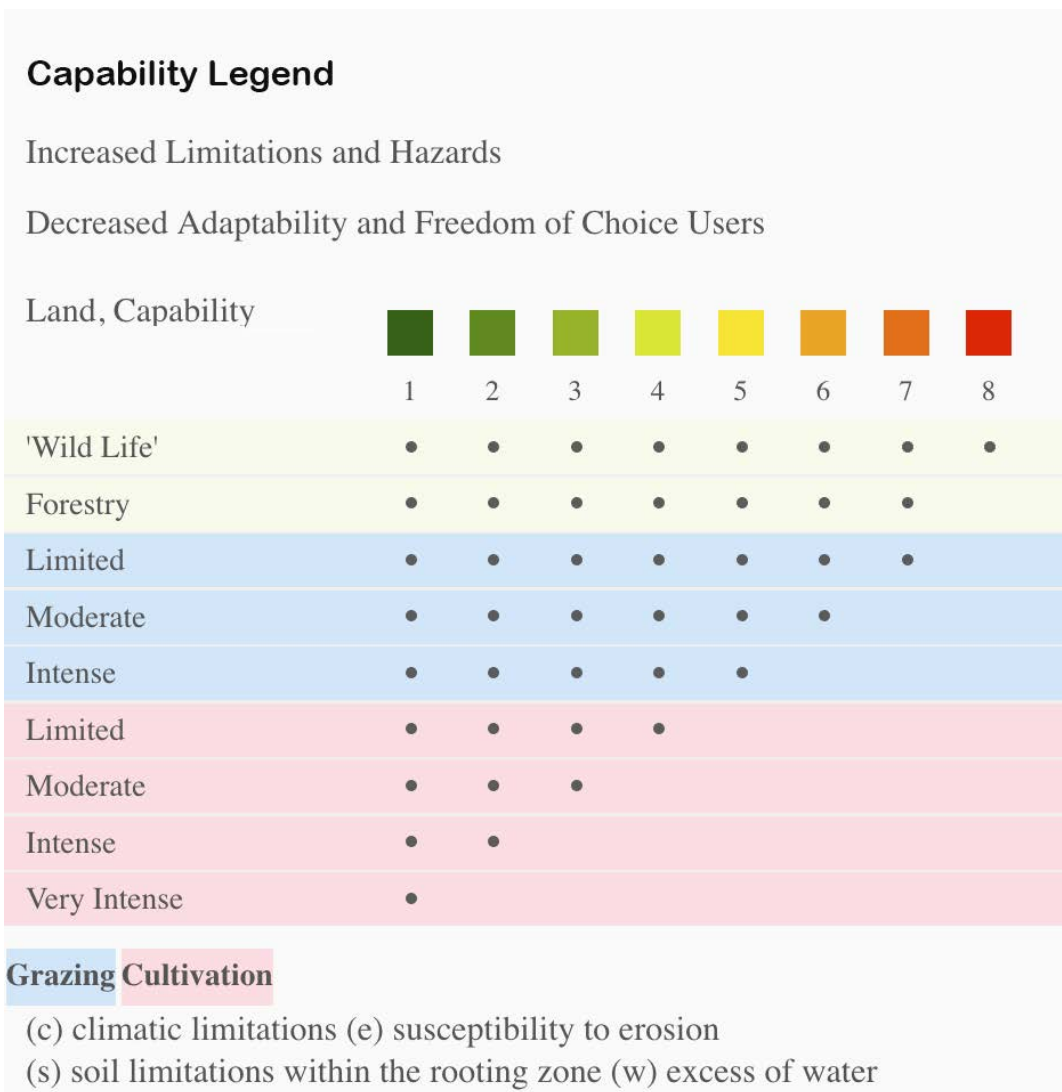 Capability Legend
Increased Limitations and Hazards
Decreased Adaptability and Freedom of Choice Users
Land, Capability
1 2 3 4 5 6 7 8
'Wild Life'
Forestry
Limited
Moderate
Intense
Limited
Moderate
Intense
Very Intense
Grazing Cultivation
(c) climatic limitations (e) susceptibility to erosion
(s) soil limitations within the rooting zone (w) excess of water